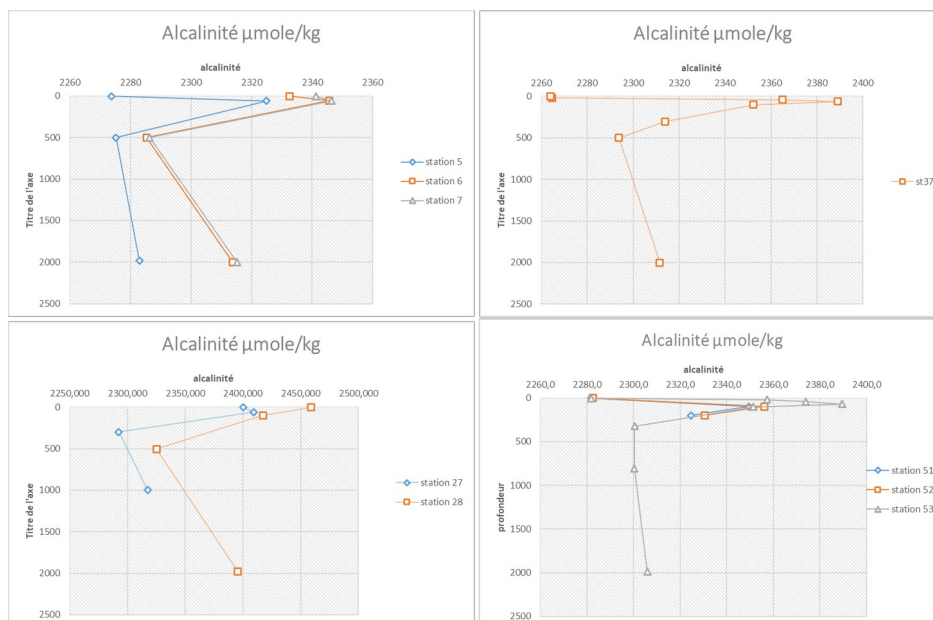 Alcalinité µmole/kg
alcalinité
2260 2280 2300 2320 2340 2360
0
500
1000
1500
2000
2500
Titre de l'axe
station 5
station 6
station 7
Alcalinité µmole/kg
alcalinité
2260 2280 2300 2320 2340 2360 2380 2400
0
500
1000
1500
2000
2500
Titre de l'axe
st37
Alcalinité µmole/kg
alcalinité
2250,000 2300,000 2350,000 2400,000 2450,000 2500,000
0
500
1000
1500
2000
2500
Titre de l'axe
station 27
station 28
Alcalinité µmole/kg
alcalinité
2260,0 2280,0 2300,0 2320,0 2340,0 2360,0 2380,0 2400,0
0
500
1000
1500
2000
2500
profondeur
station 51
station 52
station 53